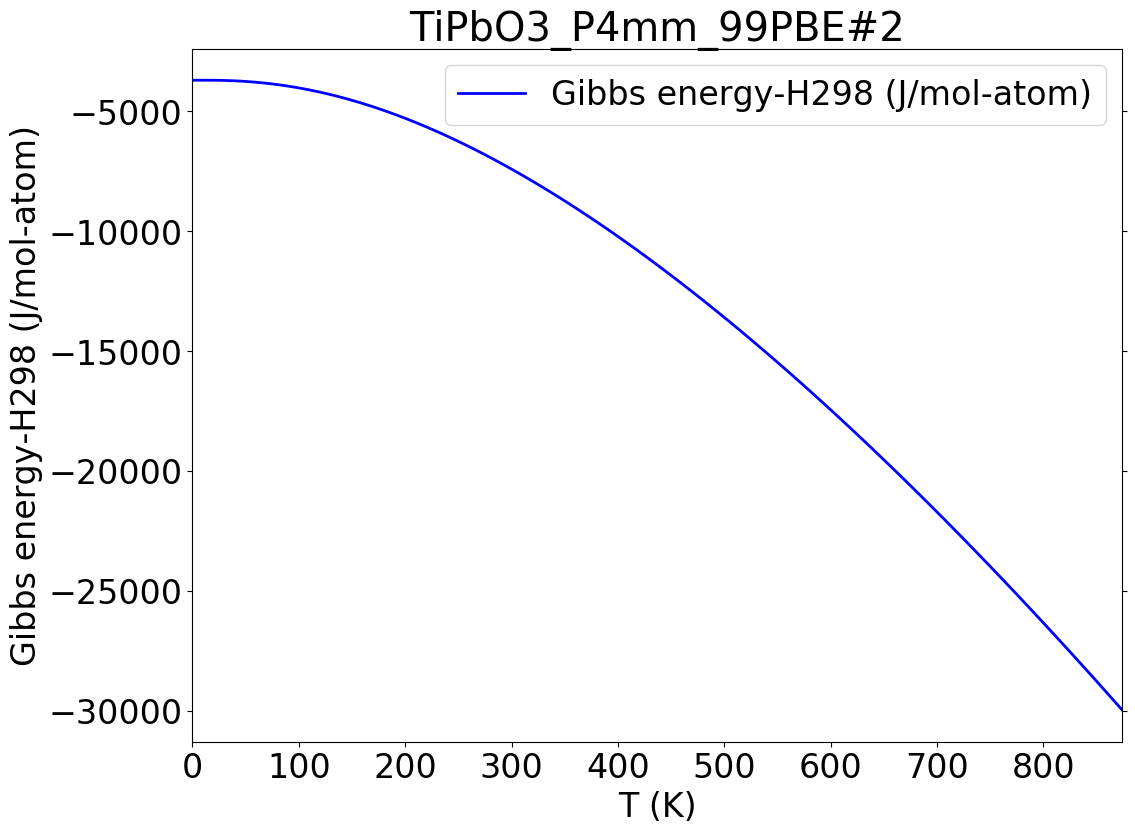 TiPbO3_P4mm_99PBE#2
Gibbs energy-H298 (J/mol-atom)
Gibbs energy-H298 (J/mol-atom)
−5000
−10000
−15000
−20000
−25000
−30000
0 100 200 300 400 500 600 700 800
T (K)